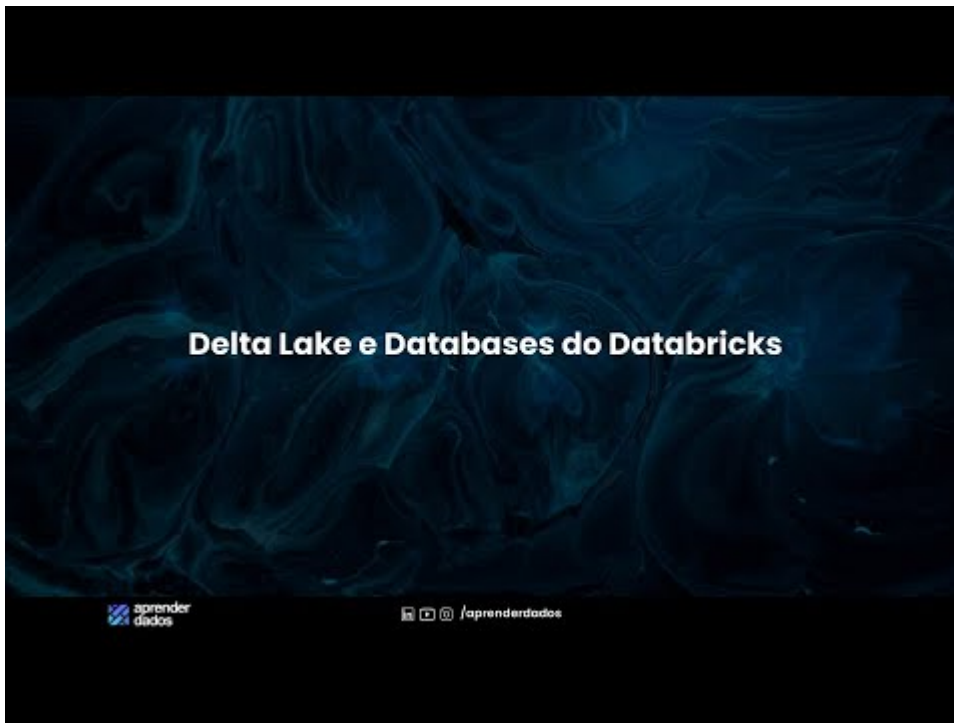 Delta Lake e Databases do Databricks
aprender
dados
/aprenderdados